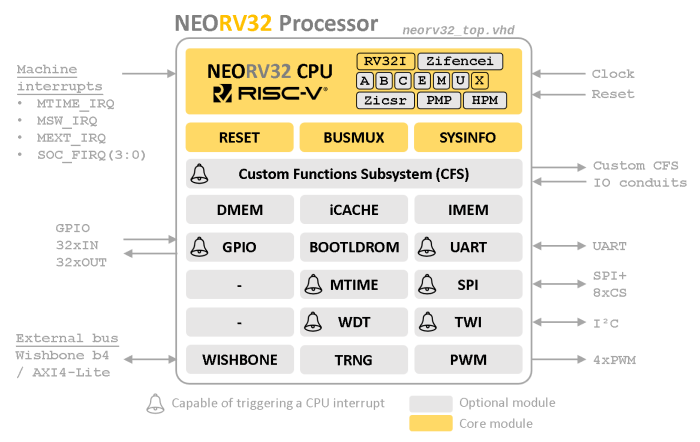 NEORV32 Processor
neorv32_top.vhd
Machine
interrupts
• MTIME_IRQ
• MSW_IRQ
• MEXT_IRQ
• SOC_FIRQ(3:0)
NEORV32 CPU
RISC-V®
RV32I Zifencei
A B C E M U X
Zicsr PMP HPM
Clock
Reset
RESET BUSMUX SYSINFO
Custom Functions Subsystem (CFS)
Custom CFS
IO conduits
DMEM iCACHE IMEM
GPIO
32xIN
32xOUT
GPIO BOOTLDROM UART
UART
- MTIME SPI
SPI+
8xCS
- WDT TWI
I²C
External bus
Wishbone b4
/ AXI4-Lite
WISHBONE TRNG PWM
4xPWM
Capable of triggering a CPU interrupt
Optional module
Core module